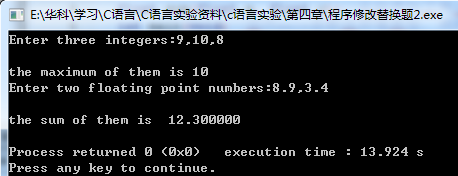 E:\华科\学习\C语言\C语言实验资料\c语言实验\第四章\程序修改替换题2.exe
Enter three integers:9,10,8
the maximum of them is 10
Enter two floating point numbers:8.9,3.4
the sum of them is  12.300000
Process returned 0 (0x0)   execution time : 13.924 s
Press any key to continue.